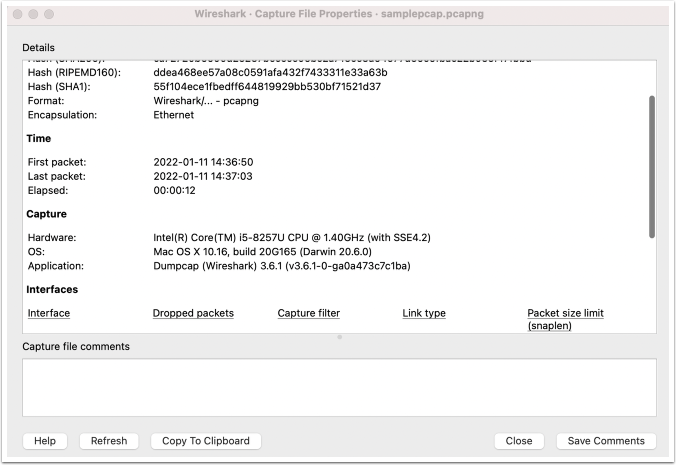 Wireshark · Capture File Properties · samplepcap.pcapng
Details
Hash (RIPEMD160): ddea468ee57a08c0591afa432f7433311e33a63b
Hash (SHA1): 55f104ece1fbedff644819929bb530bf71521d37
Format: Wireshark/... - pcapng
Encapsulation: Ethernet
Time
First packet: 2022-01-11 14:36:50
Last packet: 2022-01-11 14:37:03
Elapsed: 00:00:12
Capture
Hardware: Intel(R) Core(TM) i5-8257U CPU @ 1.40GHz (with SSE4.2)
OS: Mac OS X 10.16, build 20G165 (Darwin 20.6.0)
Application: Dumpcap (Wireshark) 3.6.1 (v3.6.1-0-ga0a473c7c1ba)
Interfaces
Interface Dropped packets Capture filter Link type Packet size limit
(snaplen)
Capture file comments
Help Refresh Copy To Clipboard Close Save Comments